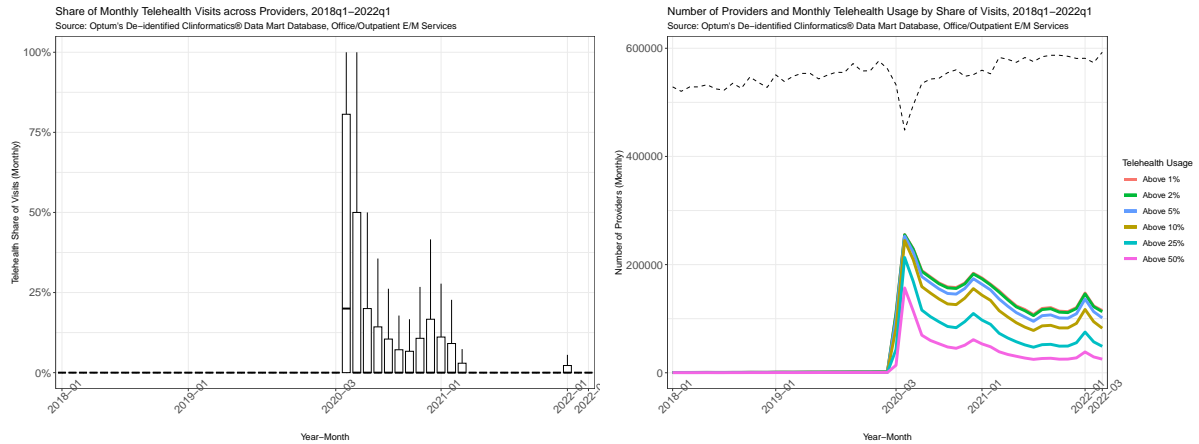 Share of Monthly Telehealth Visits across Providers, 2018q1−2022q1
Source: Optum's De−identified Clinformatics® Data Mart Database, Office/Outpatient E/M Services
100%
75%
50%
25%
0%
Telehealth Share of Visits (Monthly)
2018−01
2019−01
2020−03
2021−01
2022−01
2022−
Year−Month
Number of Providers and Monthly Telehealth Usage by Share of Visits, 2018q1−2022q1
Source: Optum's De−identified Clinformatics® Data Mart Database, Office/Outpatient E/M Services
600000
400000
200000
0
Number of Providers (Monthly)
2018−01
2019−01
2020−03
2021−01
2022−01
2022−03
Year−Month
Telehealth Usage
Above 1%
Above 2%
Above 5%
Above 10%
Above 25%
Above 50%